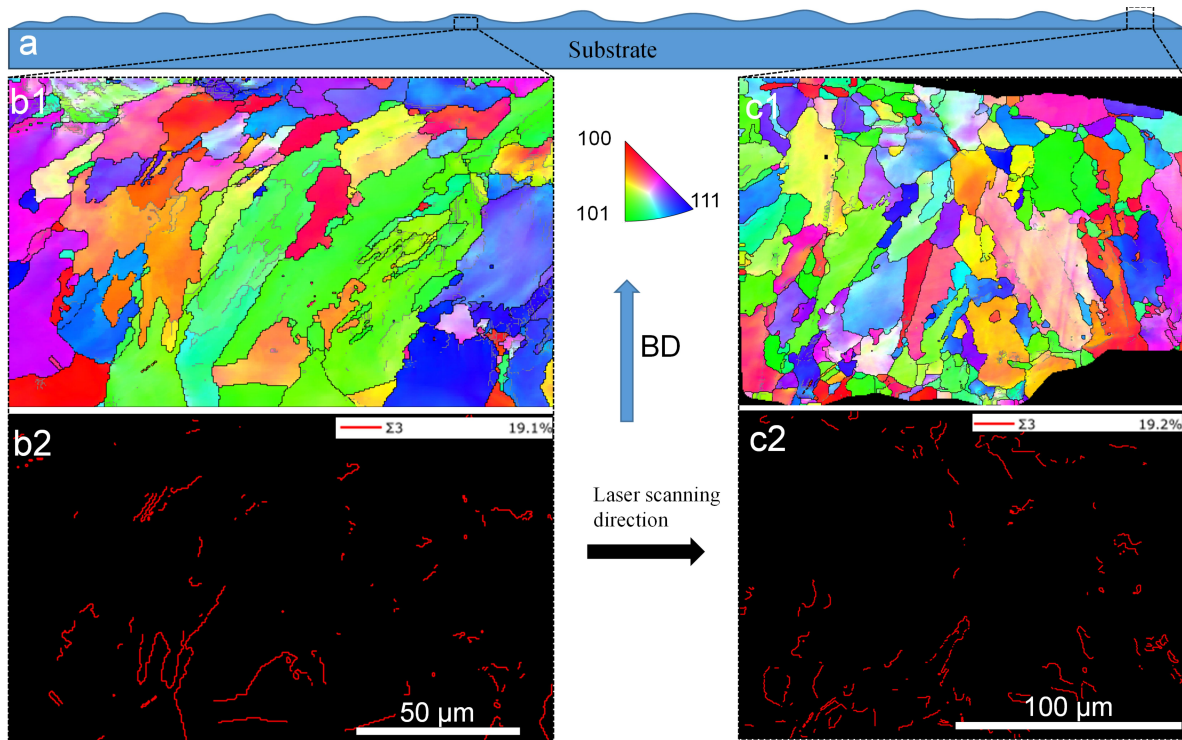 a
Substrate
b1
c1
100
101
111
BD
b2
Σ3 19.1%
c2
Σ3 19.2%
Laser scanning
direction
50 μm
100 μm